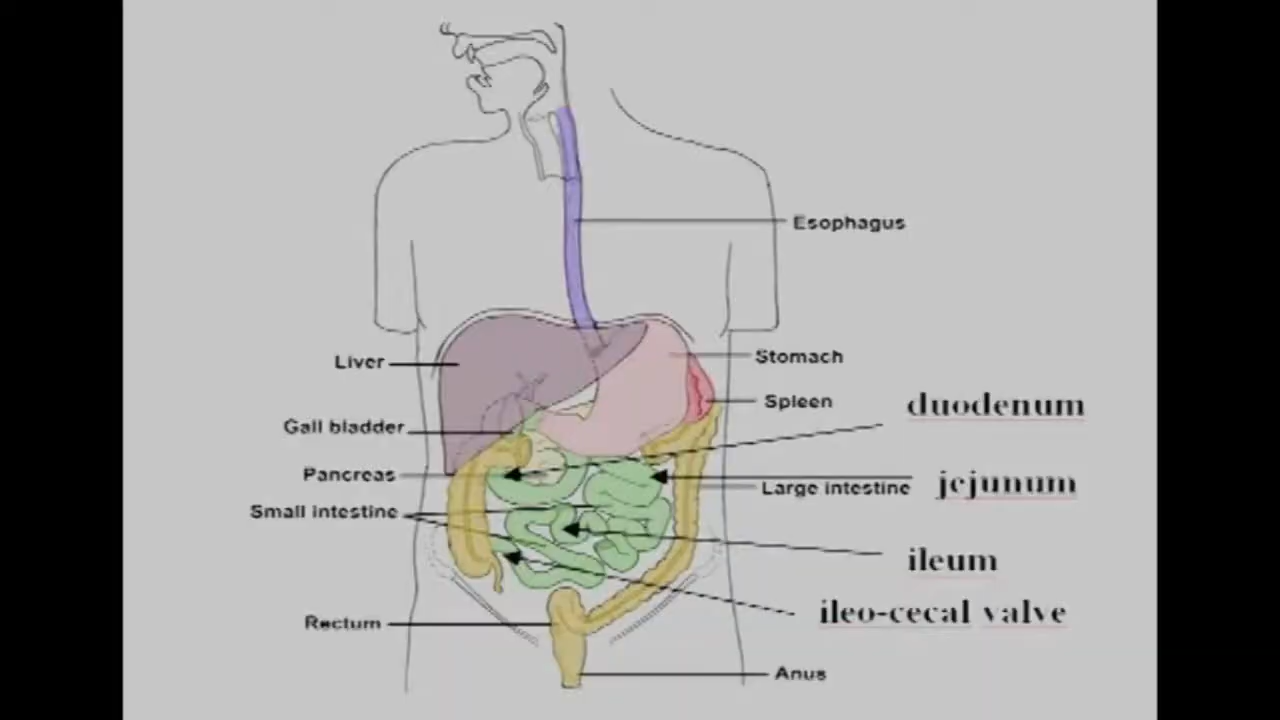 Esophagus
Liver
Stomach
Spleen
duodenum
Gall bladder
Pancreas
Large intestine
jejunum
Small intestine
ileum
ileo-cecal valve
Rectum
Anus